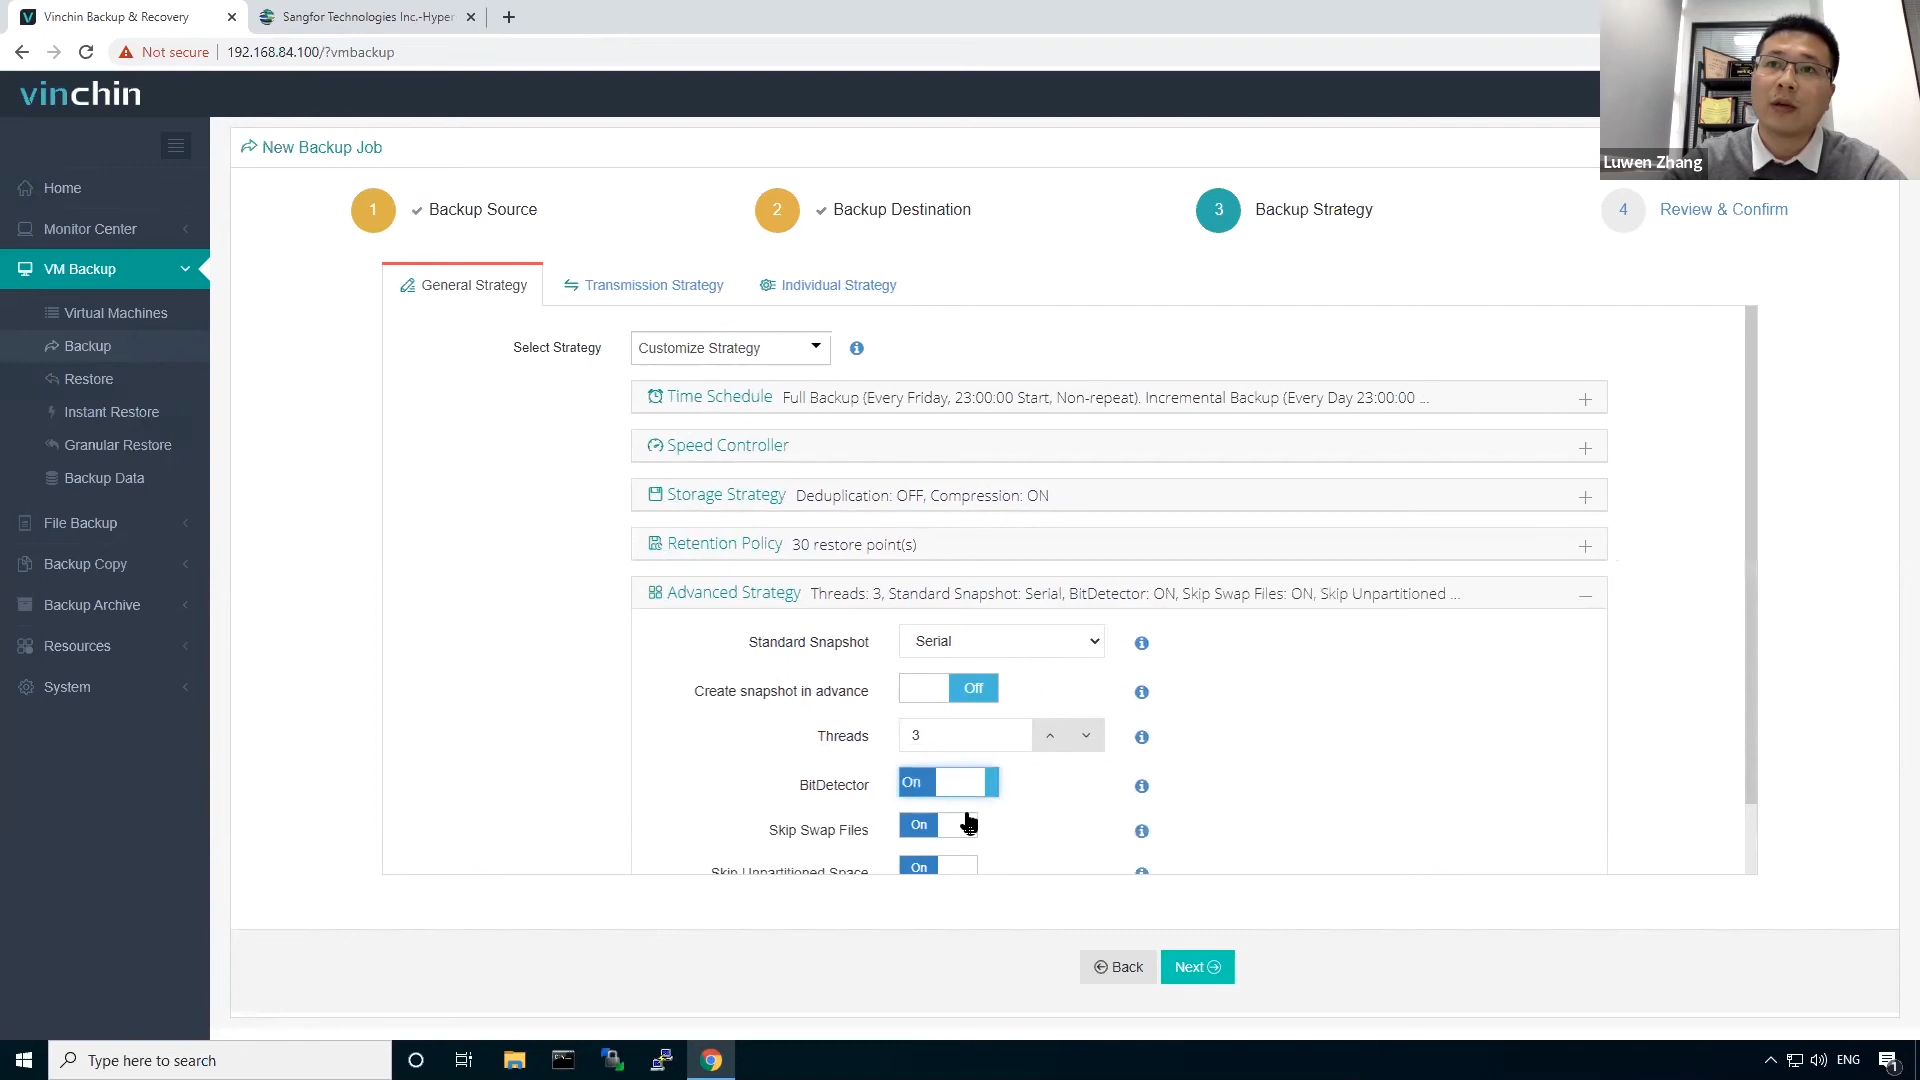 Vinchin Backup & Recovery
Sangfor Technologies Inc.-Hyper
Not secure
192.168.84.100/?vmbackup
vinchin
Luwen Zhang
Home
Monitor Center
VM Backup
Virtual Machines
Backup
Restore
Instant Restore
Granular Restore
Backup Data
File Backup
Backup Copy
Backup Archive
Resources
System
New Backup Job
1 Backup Source
2 Backup Destination
3 Backup Strategy
4 Review & Confirm
General Strategy
Transmission Strategy
Individual Strategy
Select Strategy Customize Strategy
Time Schedule Full Backup (Every Friday, 23:00:00 Start, Non-repeat). Incremental Backup (Every Day 23:00:00 ...
Speed Controller
Storage Strategy Deduplication: OFF, Compression: ON
Retention Policy 30 restore point(s)
Advanced Strategy Threads: 3, Standard Snapshot: Serial, BitDetector: ON, Skip Swap Files: ON, Skip Unpartitioned ...
Standard Snapshot Serial
Create snapshot in advance Off
Threads 3
BitDetector On
Skip Swap Files On
Skip Unpartitioned Space On
Back
Next
Type here to search
ENG
1